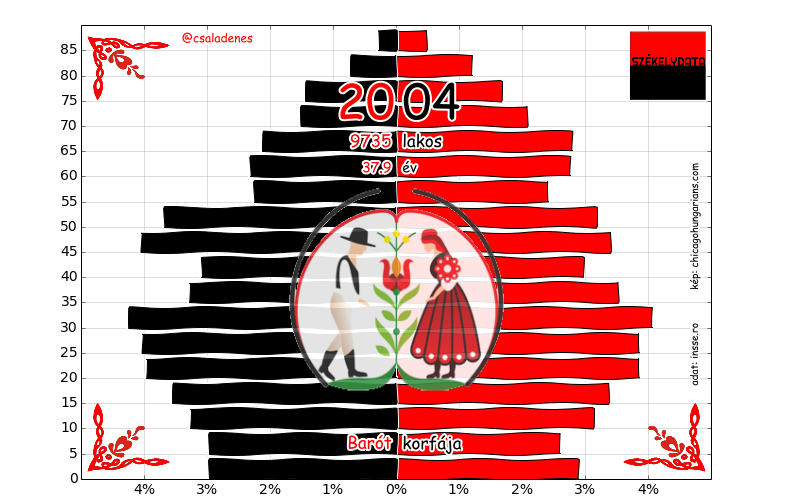 @csaladenes
SZÉKELYDATA
2004
9735 lakos
37.9 év
kép: chicagohungarians.com
adat: insse.ro
Barót korfája
85
80
75
70
65
60
55
50
45
40
35
30
25
20
15
10
5
0
4% 3% 2% 1% 0% 1% 2% 3% 4%